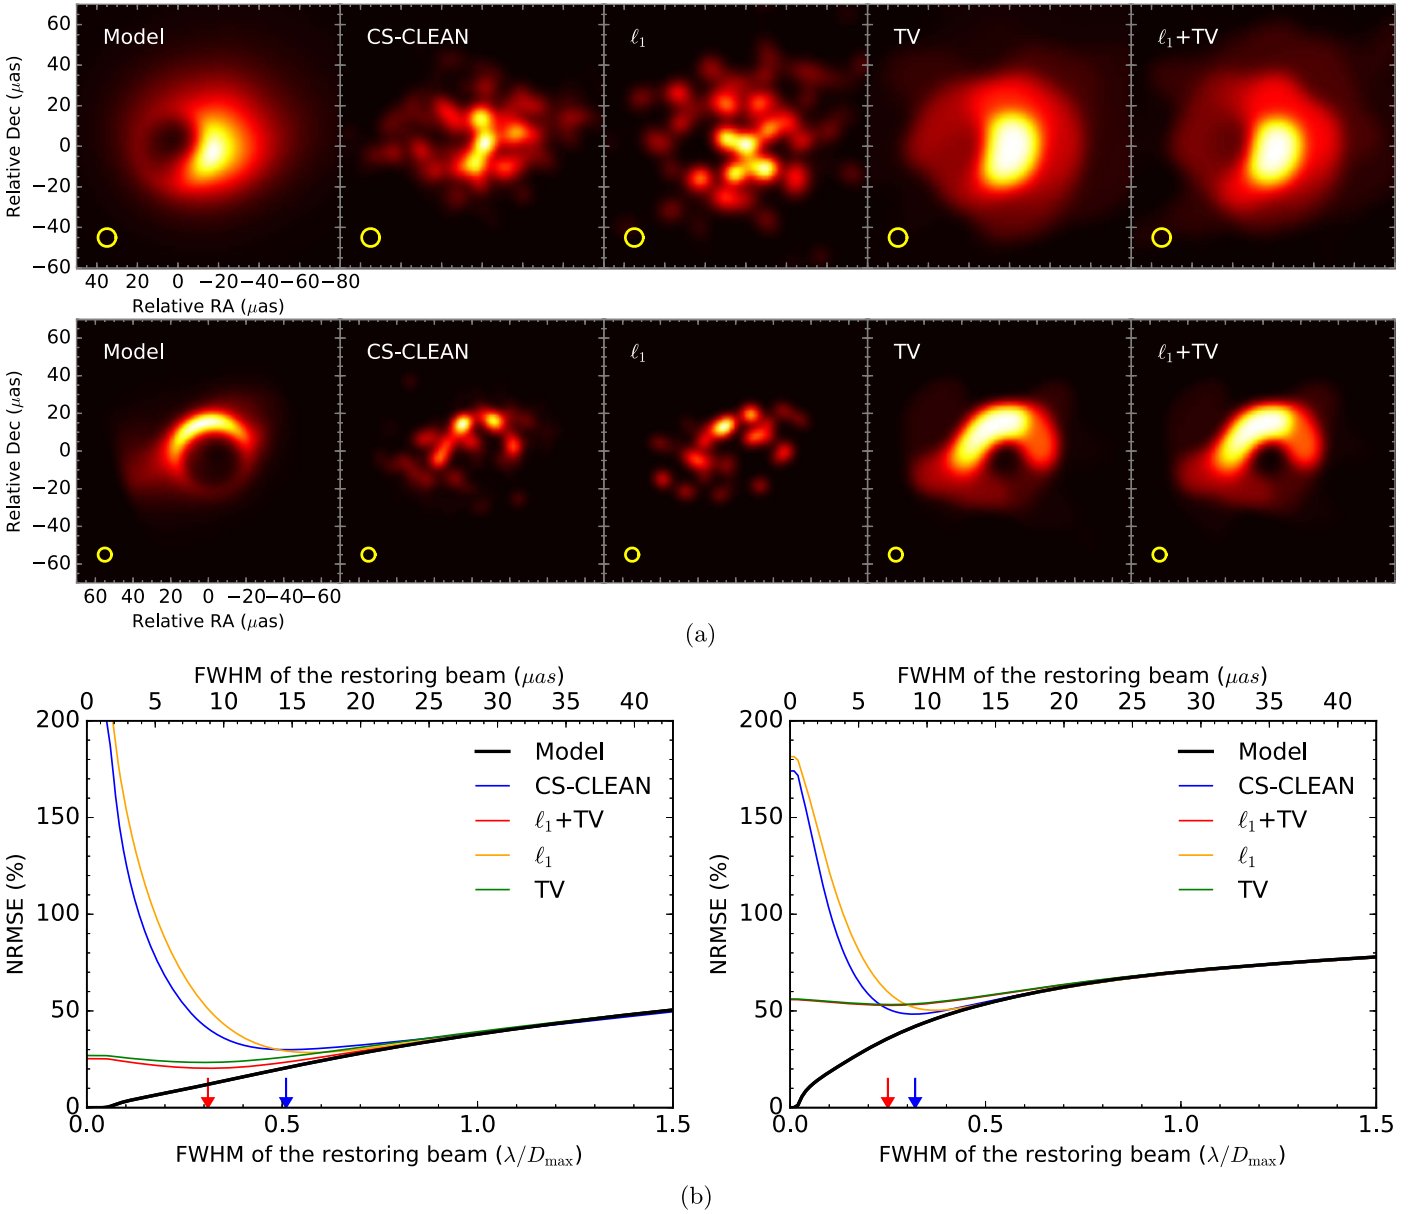 Model CS-CLEAN ℓ₁ TV ℓ₁+TV
60
40
20
0
−20
−40
−60
Relative Dec (μas)
40 20 0 −20−40−60−80
Relative RA (μas)
Model CS-CLEAN ℓ₁ TV ℓ₁+TV
60
40
20
0
−20
−40
−60
Relative Dec (μas)
60 40 20 0 −20−40−60
Relative RA (μas)
(a)
FWHM of the restoring beam (μas)
0 5 10 15 20 25 30 35 40
200
150
100
50
0
NRMSE (%)
Model
CS-CLEAN
ℓ₁+TV
ℓ₁
TV
0.0 0.5 1.0 1.5
FWHM of the restoring beam (λ/Dmax)
FWHM of the restoring beam (μas)
0 5 10 15 20 25 30 35 40
200
150
100
50
0
NRMSE (%)
Model
CS-CLEAN
ℓ₁+TV
ℓ₁
TV
0.0 0.5 1.0 1.5
FWHM of the restoring beam (λ/Dmax)
(b)